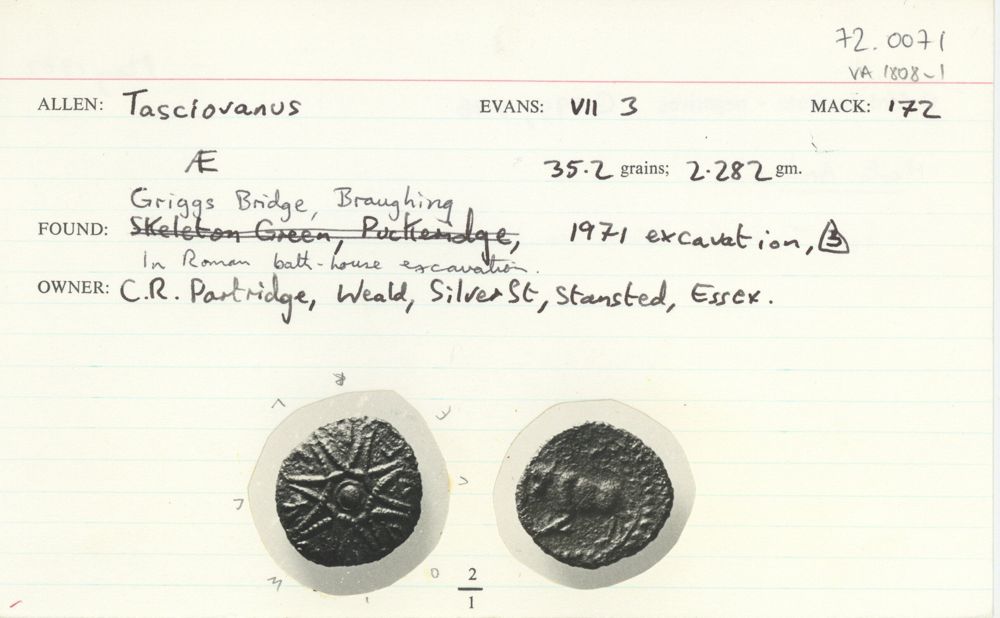 72.0071
VA 1808-1
ALLEN: Tasciovanus EVANS: VII 3 MACK: 172
Æ 35.2 grains; 2.282 gm.
Griggs Bridge, Braughing
FOUND: Skeleton Green, Puckeridge, 1971 excavation, 3
In Roman bath-house excavation.
OWNER: C.R. Partridge, Weald, Silver St, Stansted, Essex.
2
1